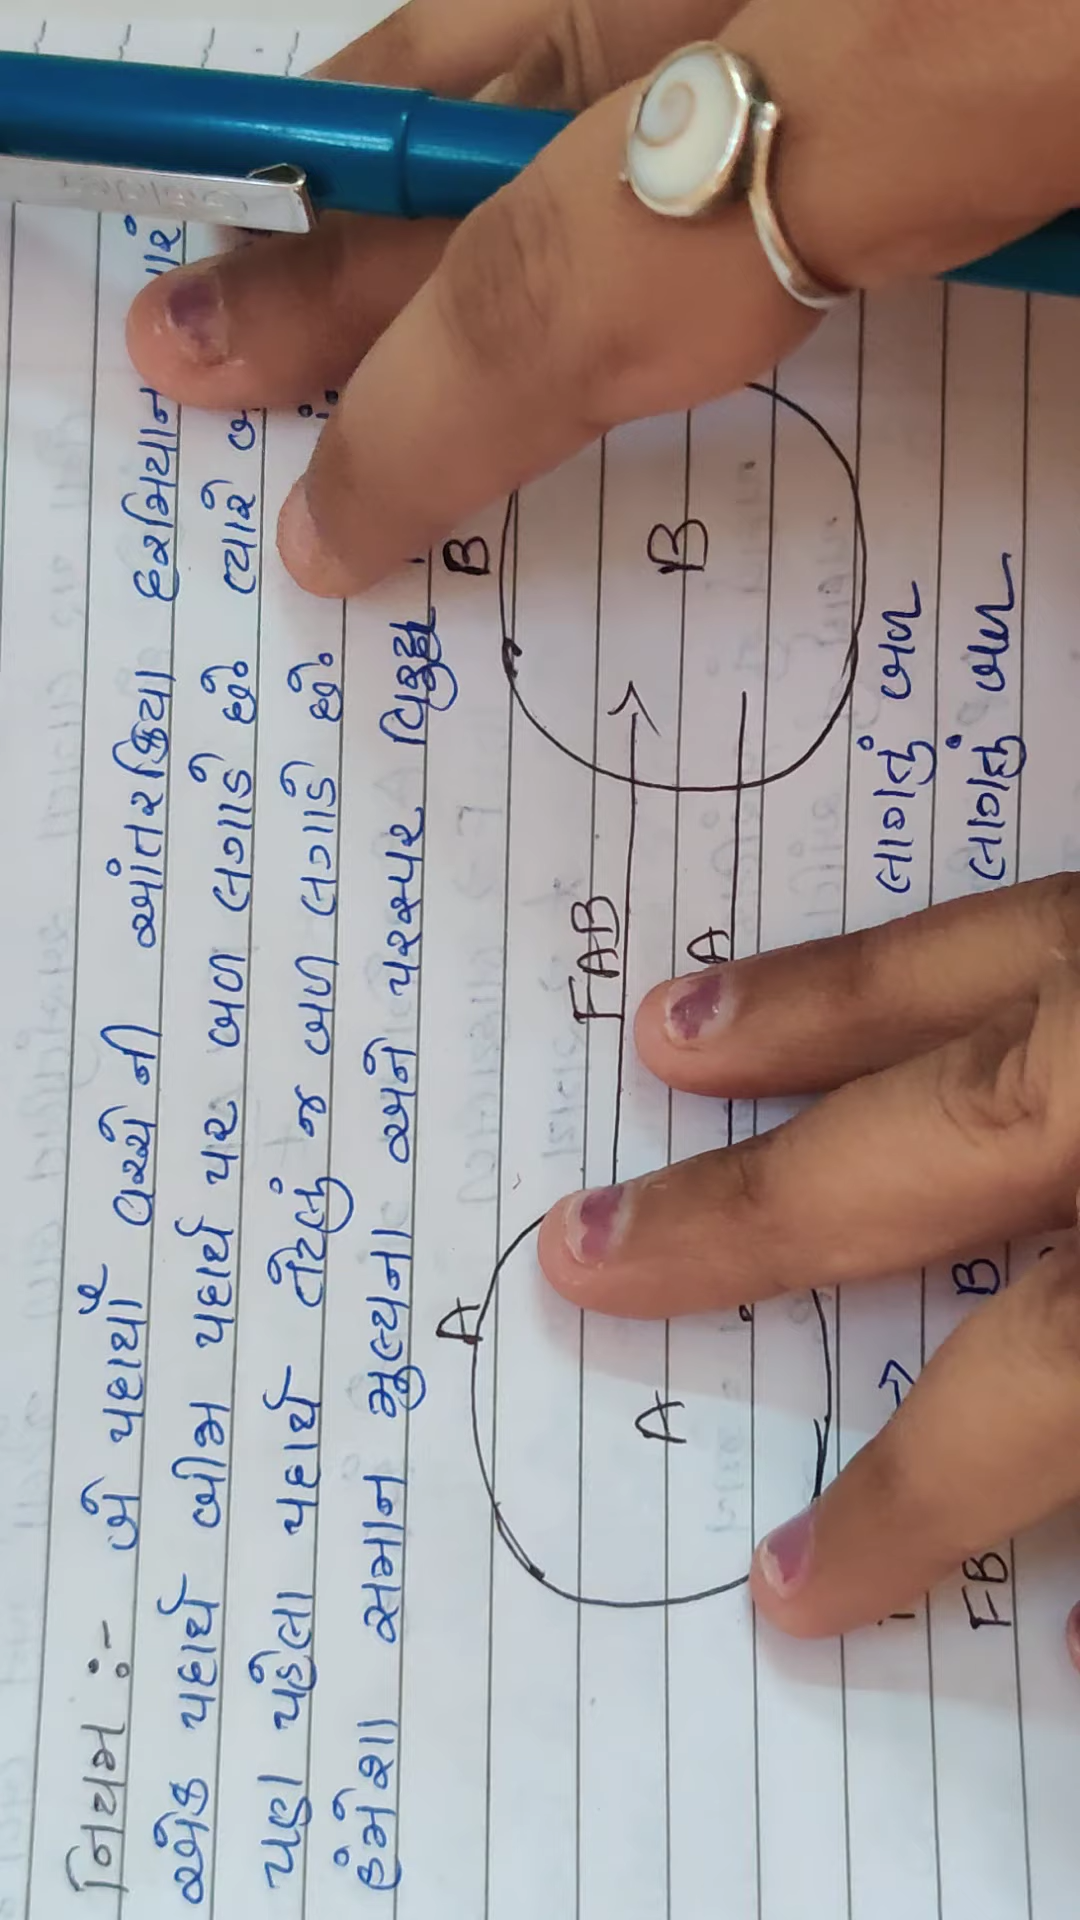 નિયમ :- બે પદાર્થો વચ્ચે ની આંતરક્રિયા દરમિયાન
એક પદાર્થ બીજા પદાર્થ પર બળ લગાડે છે. ત્યારે
પણ પહેલા પદાર્થ તેટલું જ બળ લગાડે છે.
હંમેશા સમાન મુલ્યના અને પરસ્પર વિરુદ્ધ
A B
FAB
A B
A
લાગતું બળ
FB B લાગતું બળ